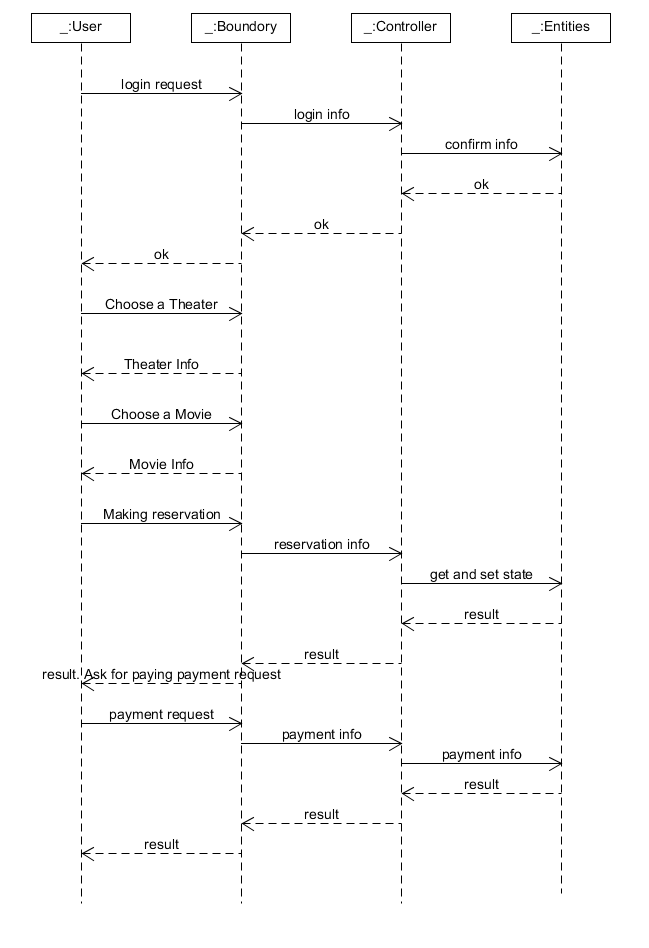 _:User
_:Boundory
_:Controller
_:Entities
login request
login info
confirm info
ok
ok
ok
Choose a Theater
Theater Info
Choose a Movie
Movie Info
Making reservation
reservation info
get and set state
result
result
result. Ask for paying payment request
payment request
payment info
payment info
result
result
result